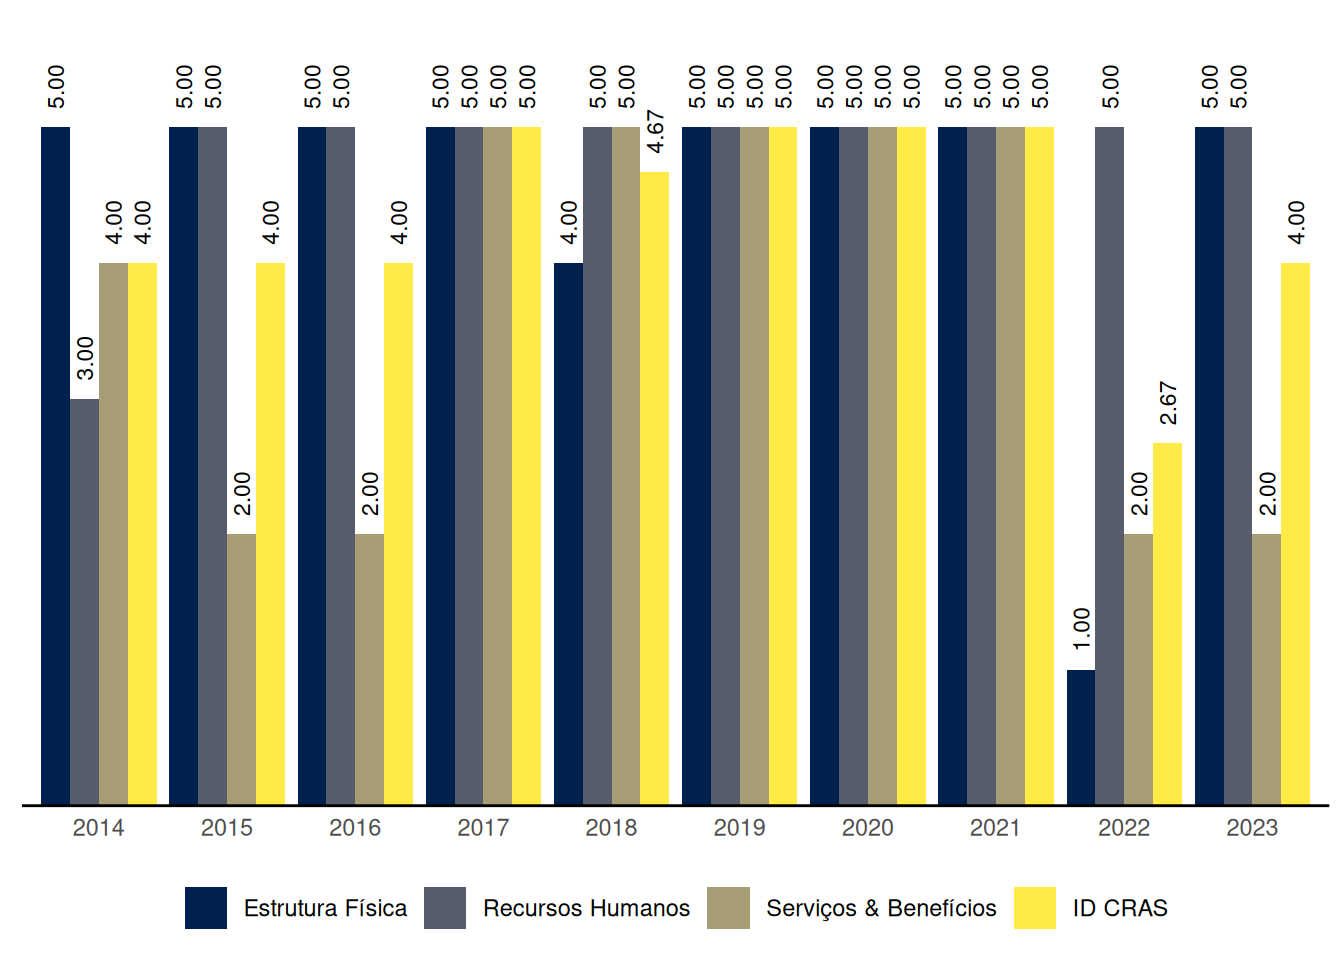 5.00 3.00 4.00 4.00 5.00 5.00 2.00 4.00 5.00 5.00 2.00 4.00 5.00 5.00 5.00 5.00 4.00 5.00 5.00 4.67 5.00 5.00 5.00 5.00 5.00 5.00 5.00 5.00 5.00 5.00 5.00 5.00 1.00 5.00 2.00 2.67 5.00 5.00 2.00 4.00
2014 2015 2016 2017 2018 2019 2020 2021 2022 2023
Estrutura Física Recursos Humanos Serviços & Benefícios ID CRAS